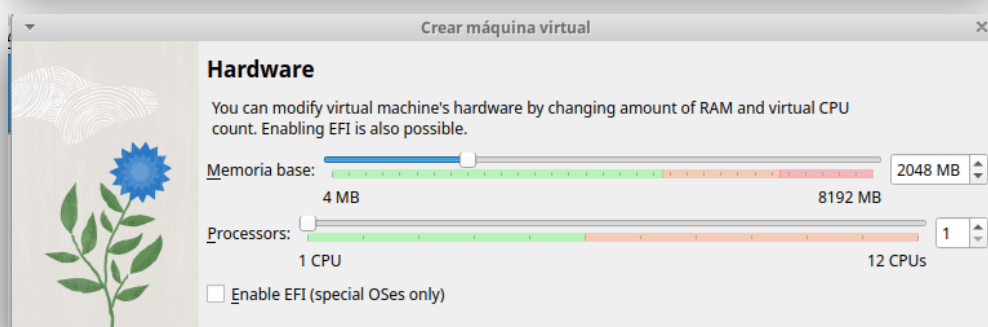 Crear máquina virtual
Hardware
You can modify virtual machine's hardware by changing amount of RAM and virtual CPU
count. Enabling EFI is also possible.
Memoria base: 2048 MB
4 MB 8192 MB
Processors: 1
1 CPU 12 CPUs
Enable EFI (special OSes only)